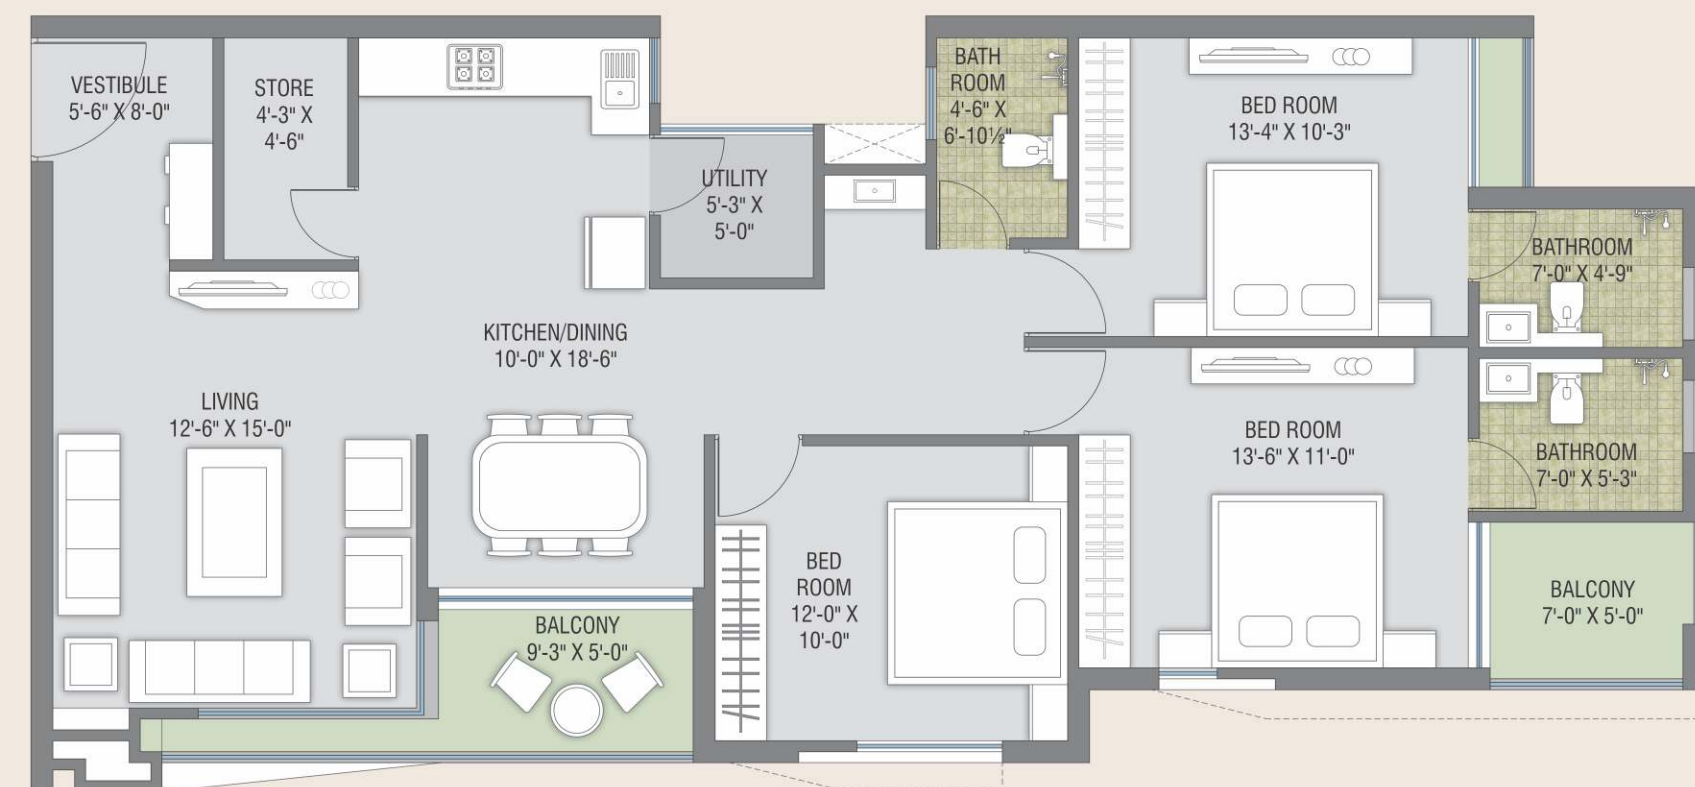 VESTIBULE
5'-6" X 8'-0"
STORE
4'-3" X
4'-6"
BATH
ROOM
4'-6" X
6'-10½"
BED ROOM
13'-4" X 10'-3"
UTILITY
5'-3" X
5'-0"
BATHROOM
7'-0" X 4'-9"
KITCHEN/DINING
10'-0" X 18'-6"
LIVING
12'-6" X 15'-0"
BED ROOM
13'-6" X 11'-0"
BATHROOM
7'-0" X 5'-3"
BED
ROOM
12'-0" X
10'-0"
BALCONY
7'-0" X 5'-0"
BALCONY
9'-3" X 5'-0"